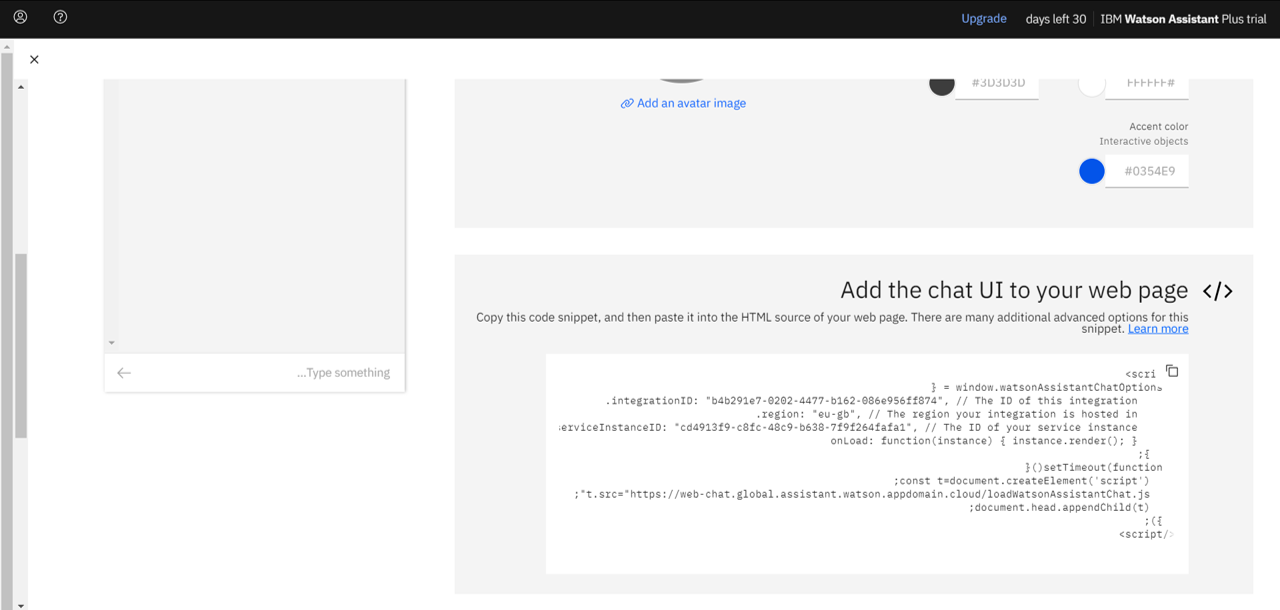 Upgrade
days left 30
IBM Watson Assistant Plus trial
Add an avatar image
#3D3D3D
FFFFFF#
Accent color
Interactive objects
#0354E9
Add the chat UI to your web page
Copy this code snippet, and then paste it into the HTML source of your web page. There are many additional advanced options for this
snippet. Learn more
...Type something
<scri
} = window.watsonAssistantChatOptions
.integrationID: "b4b291e7-0202-4477-b162-086e956ff874", // The ID of this integration
.region: "eu-gb", // The region your integration is hosted in
serviceInstanceID: "cd4913f9-c8fc-48c9-b638-7f9f264fafa1", // The ID of your service instance
onLoad: function(instance) { instance.render(); }
;{
}()setTimeout(function
;const t=document.createElement('script')
;"t.src="https://web-chat.global.assistant.watson.appdomain.cloud/loadWatsonAssistantChat.js
;document.head.appendChild(t)
;({
<script/>